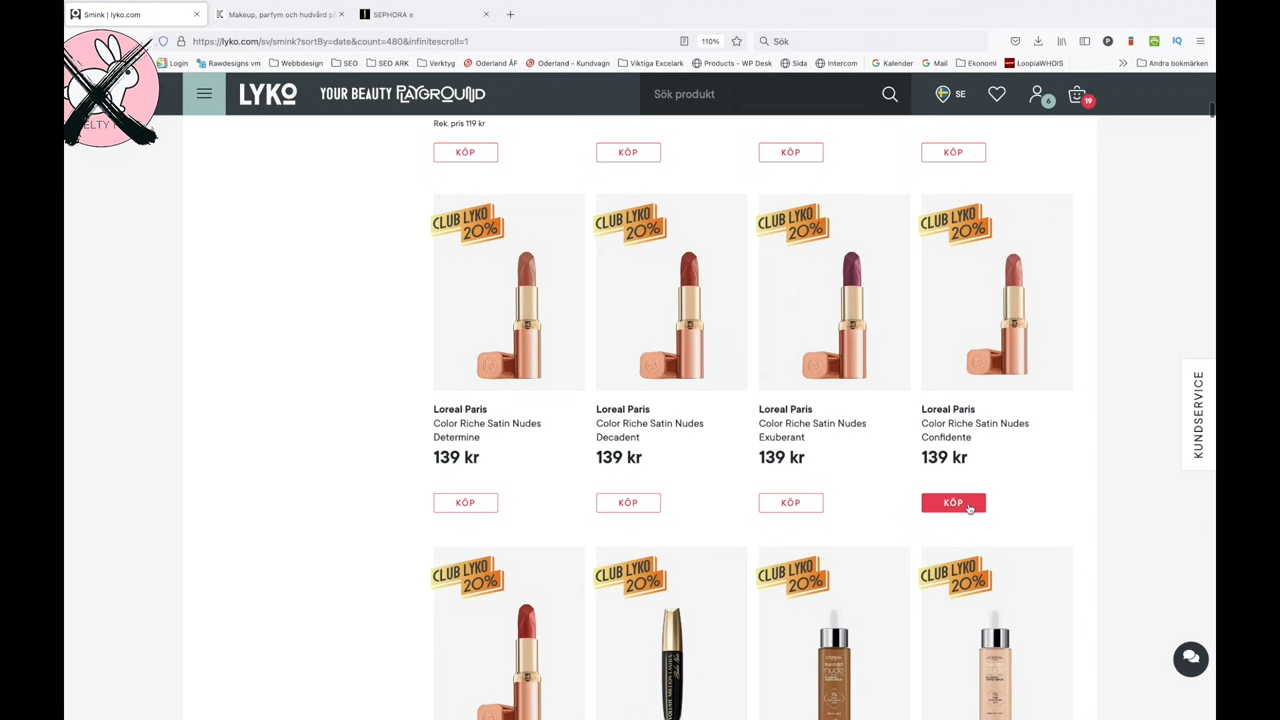 Smink | lyko.com
Makeup, parfym och hudvård på
SEPHORA ≡
https://lyko.com/sv/smink?sortBy=date&count=480&infinitescroll=1
110%
Sök
Login
Rawdesigns vm
Webbdesign
SEO
SEO ARK
Verktyg
Oderland ÅF
Oderland - Kundvagn
Viktiga Excelark
Products - WP Desk
Sida
Intercom
Kalender
Mail
Ekonomi
LoopiaWHOIS
Andra bokmärken
LYKO
YOUR BEAUTY PLAYGROUND
Sök produkt
SE
6
19
Rek. pris 119 kr
KÖP KÖP KÖP KÖP
CLUB LYKO 20%
CLUB LYKO 20%
CLUB LYKO 20%
CLUB LYKO 20%
Loreal Paris
Color Riche Satin Nudes
Determine
139 kr
KÖP
Loreal Paris
Color Riche Satin Nudes
Decadent
139 kr
KÖP
Loreal Paris
Color Riche Satin Nudes
Exuberant
139 kr
KÖP
Loreal Paris
Color Riche Satin Nudes
Confidente
139 kr
KÖP
CLUB LYKO 20%
CLUB LYKO 20%
CLUB LYKO 20%
CLUB LYKO 20%
KUNDSERVICE